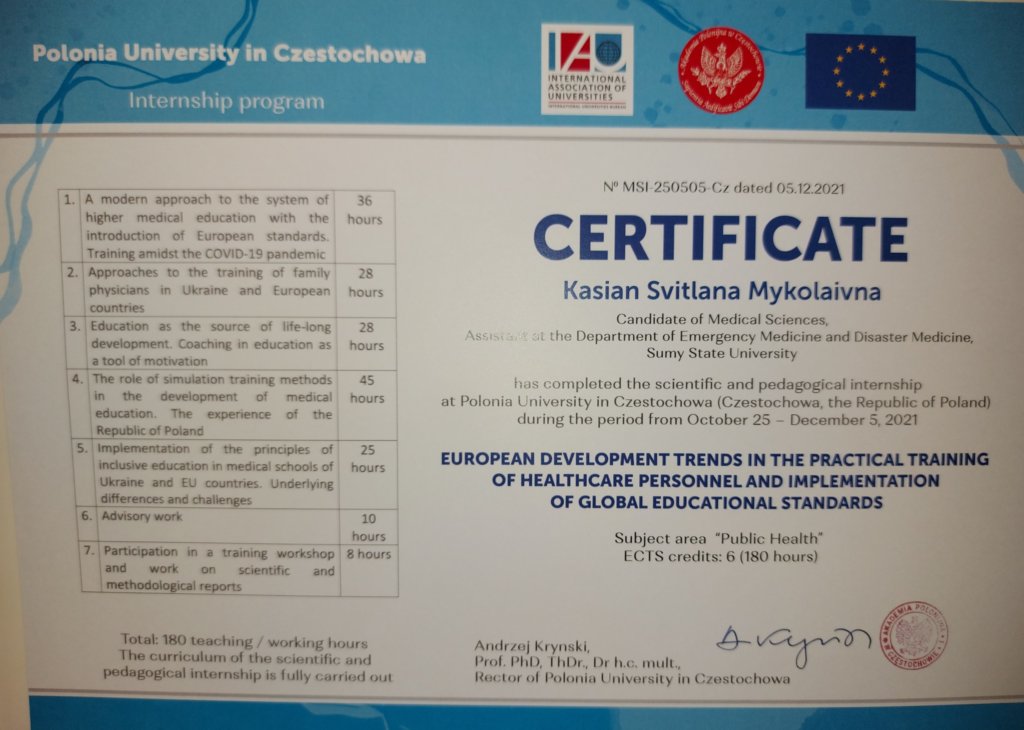 Polonia University in Czestochowa
Internship program
IAU
INTERNATIONAL
ASSOCIATION OF
UNIVERSITIES
INTERNATIONAL UNIVERSITIES BUREAU
1. A modern approach to the system of 36
higher medical education with the hours
introduction of European standards.
Training amidst the COVID-19 pandemic
2. Approaches to the training of family 28
physicians in Ukraine and European hours
countries
3. Education as the source of life-long 28
development. Coaching in education as hours
a tool of motivation
4. The role of simulation training methods 45
in the development of medical hours
education. The experience of the
Republic of Poland
5. Implementation of the principles of 25
inclusive education in medical schools of hours
Ukraine and EU countries. Underlying
differences and challenges
6. Advisory work 10
hours
7. Participation in a training workshop 8 hours
and work on scientific and
methodological reports
Total: 180 teaching / working hours
The curriculum of the scientific and
pedagogical internship is fully carried out
Nº MSI-250505-Cz dated 05.12.2021
CERTIFICATE
Kasian Svitlana Mykolaivna
Candidate of Medical Sciences,
Assistant at the Department of Emergency Medicine and Disaster Medicine,
Sumy State University
has completed the scientific and pedagogical internship
at Polonia University in Czestochowa (Czestochowa, the Republic of Poland)
during the period from October 25 – December 5, 2021
EUROPEAN DEVELOPMENT TRENDS IN THE PRACTICAL TRAINING
OF HEALTHCARE PERSONNEL AND IMPLEMENTATION
OF GLOBAL EDUCATIONAL STANDARDS
Subject area "Public Health"
ECTS credits: 6 (180 hours)
Andrzej Krynski,
Prof. PhD, ThDr., Dr h.c. mult.,
Rector of Polonia University in Czestochowa
AKADEMIA POLONIJNA
W CZĘSTOCHOWIE